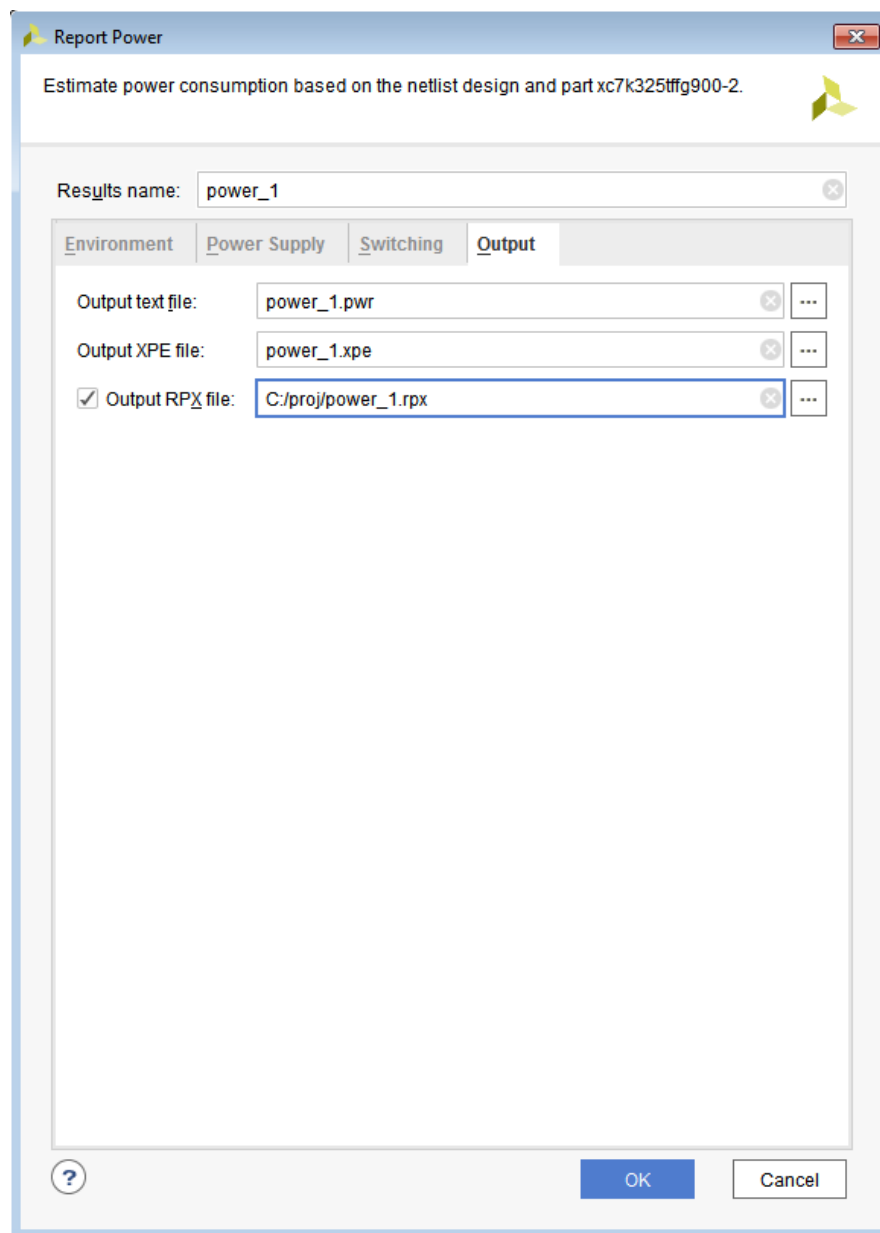 Report Power
Estimate power consumption based on the netlist design and part xc7k325tffg900-2.
Results name: power_1
Environment Power Supply Switching Output
Output text file: power_1.pwr ...
Output XPE file: power_1.xpe ...
Output RPX file: C:/proj/power_1.rpx ...
? OK Cancel